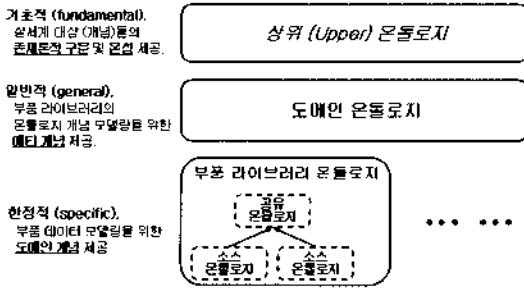 기초적 (fundamental),
실세계 대상 (개념)들의
존재론적 구분 및 온셉 제공.
상위 (Upper) 온톨로지
일반적 (general),
부품 라이브러리의
온톨로지 개념 모델링을 위한
메타 개념 제공.
도메인 온톨로지
한정적 (specific),
부품 데이터 모델링을 위한
도메인 개념 제공
부품 라이브러리 온톨로지
공유
온톨로지
소스
온톨로지
소스
온톨로지
••• •••